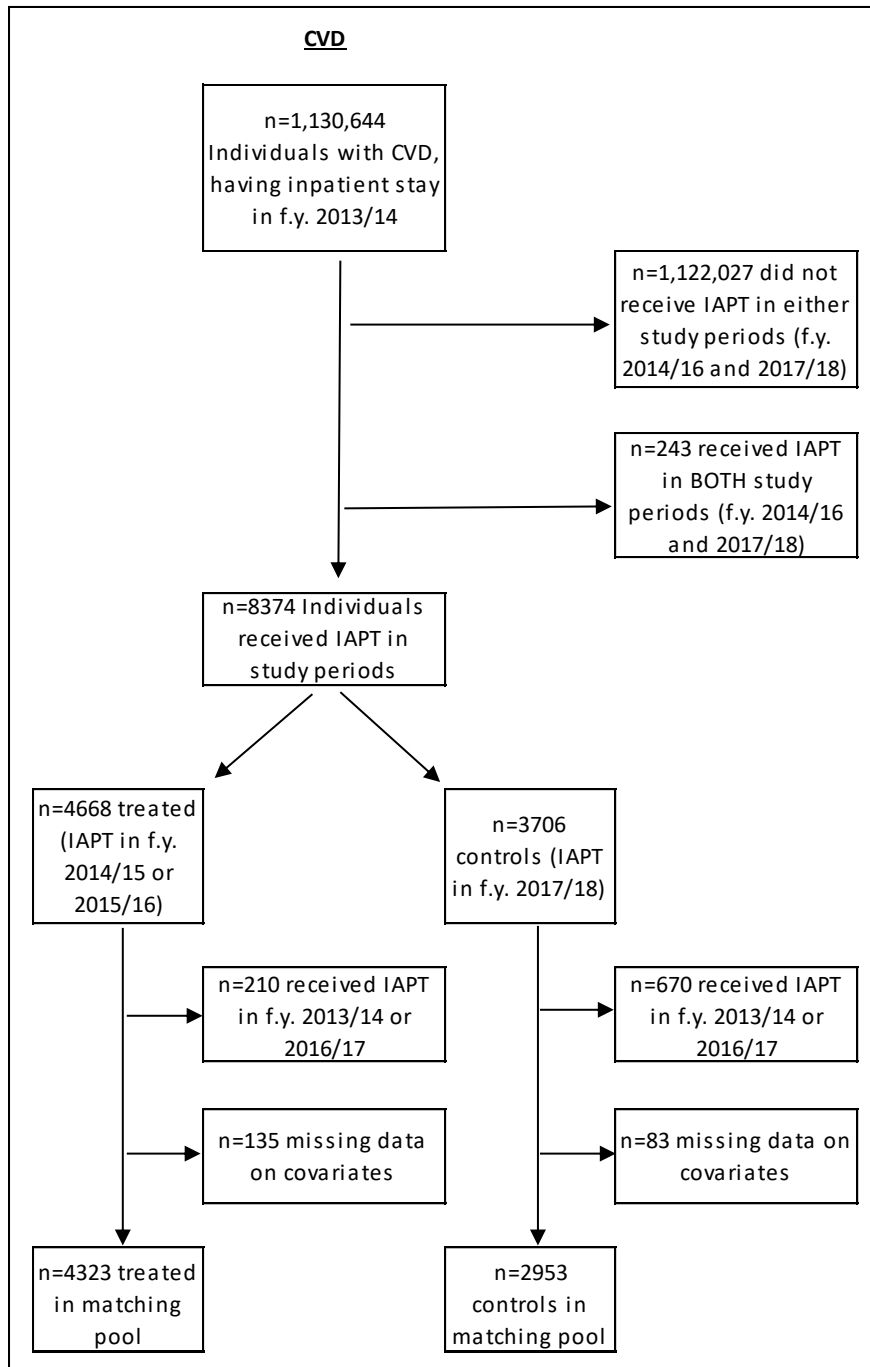 CVD
n=1,130,644
Individuals with CVD,
having inpatient stay
in f.y. 2013/14
n=1,122,027 did not
receive IAPT in either
study periods (f.y.
2014/16 and 2017/18)
n=243 received IAPT
in BOTH study
periods (f.y. 2014/16
and 2017/18)
n=8374 Individuals
received IAPT in
study periods
n=4668 treated
(IAPT in f.y.
2014/15 or
2015/16)
n=3706
controls (IAPT
in f.y. 2017/18)
n=210 received IAPT
in f.y. 2013/14 or
2016/17
n=670 received IAPT
in f.y. 2013/14 or
2016/17
n=135 missing data
on covariates
n=83 missing data on
covariates
n=4323 treated
in matching
pool
n=2953
controls in
matching pool